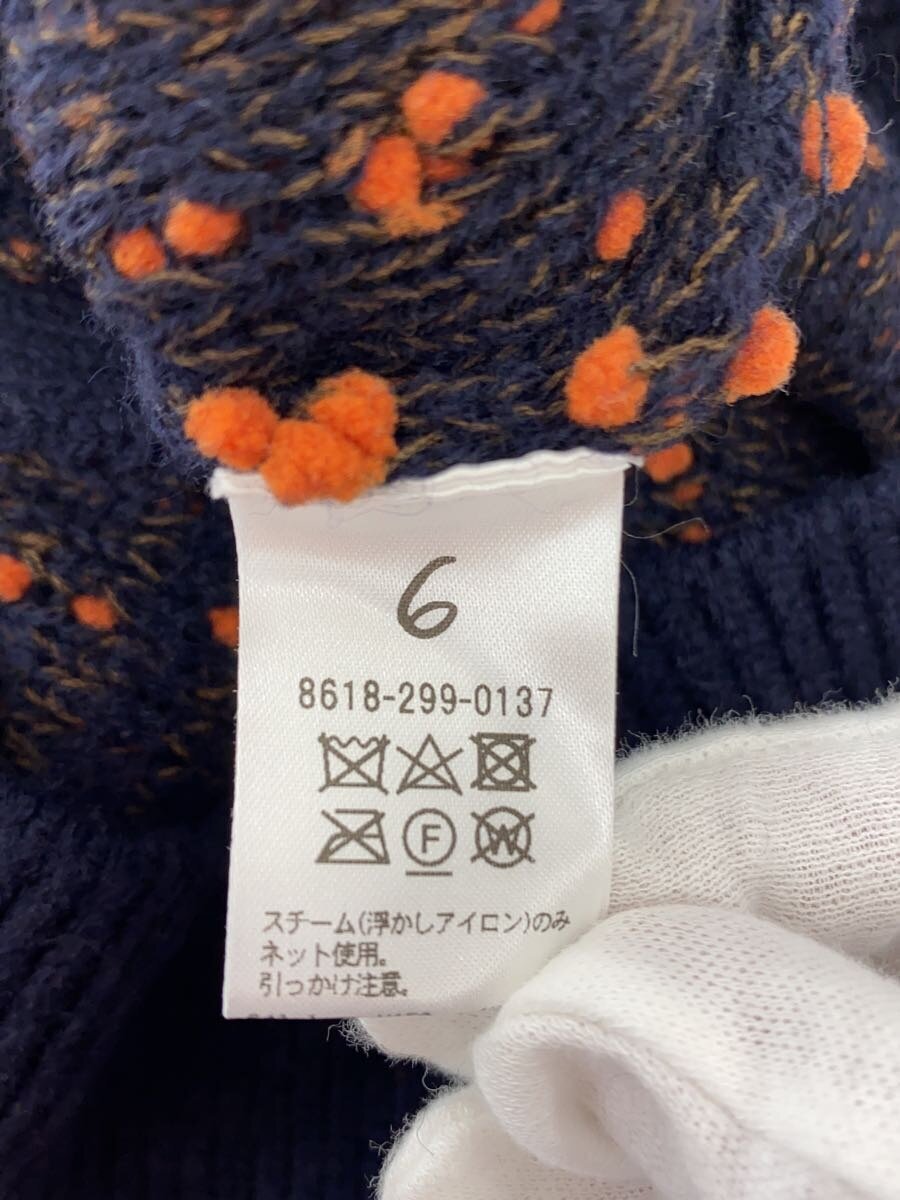 6
8618-299-0137
F W
スチーム(浮かしアイロン)のみ
ネット使用。
引っかけ注意。